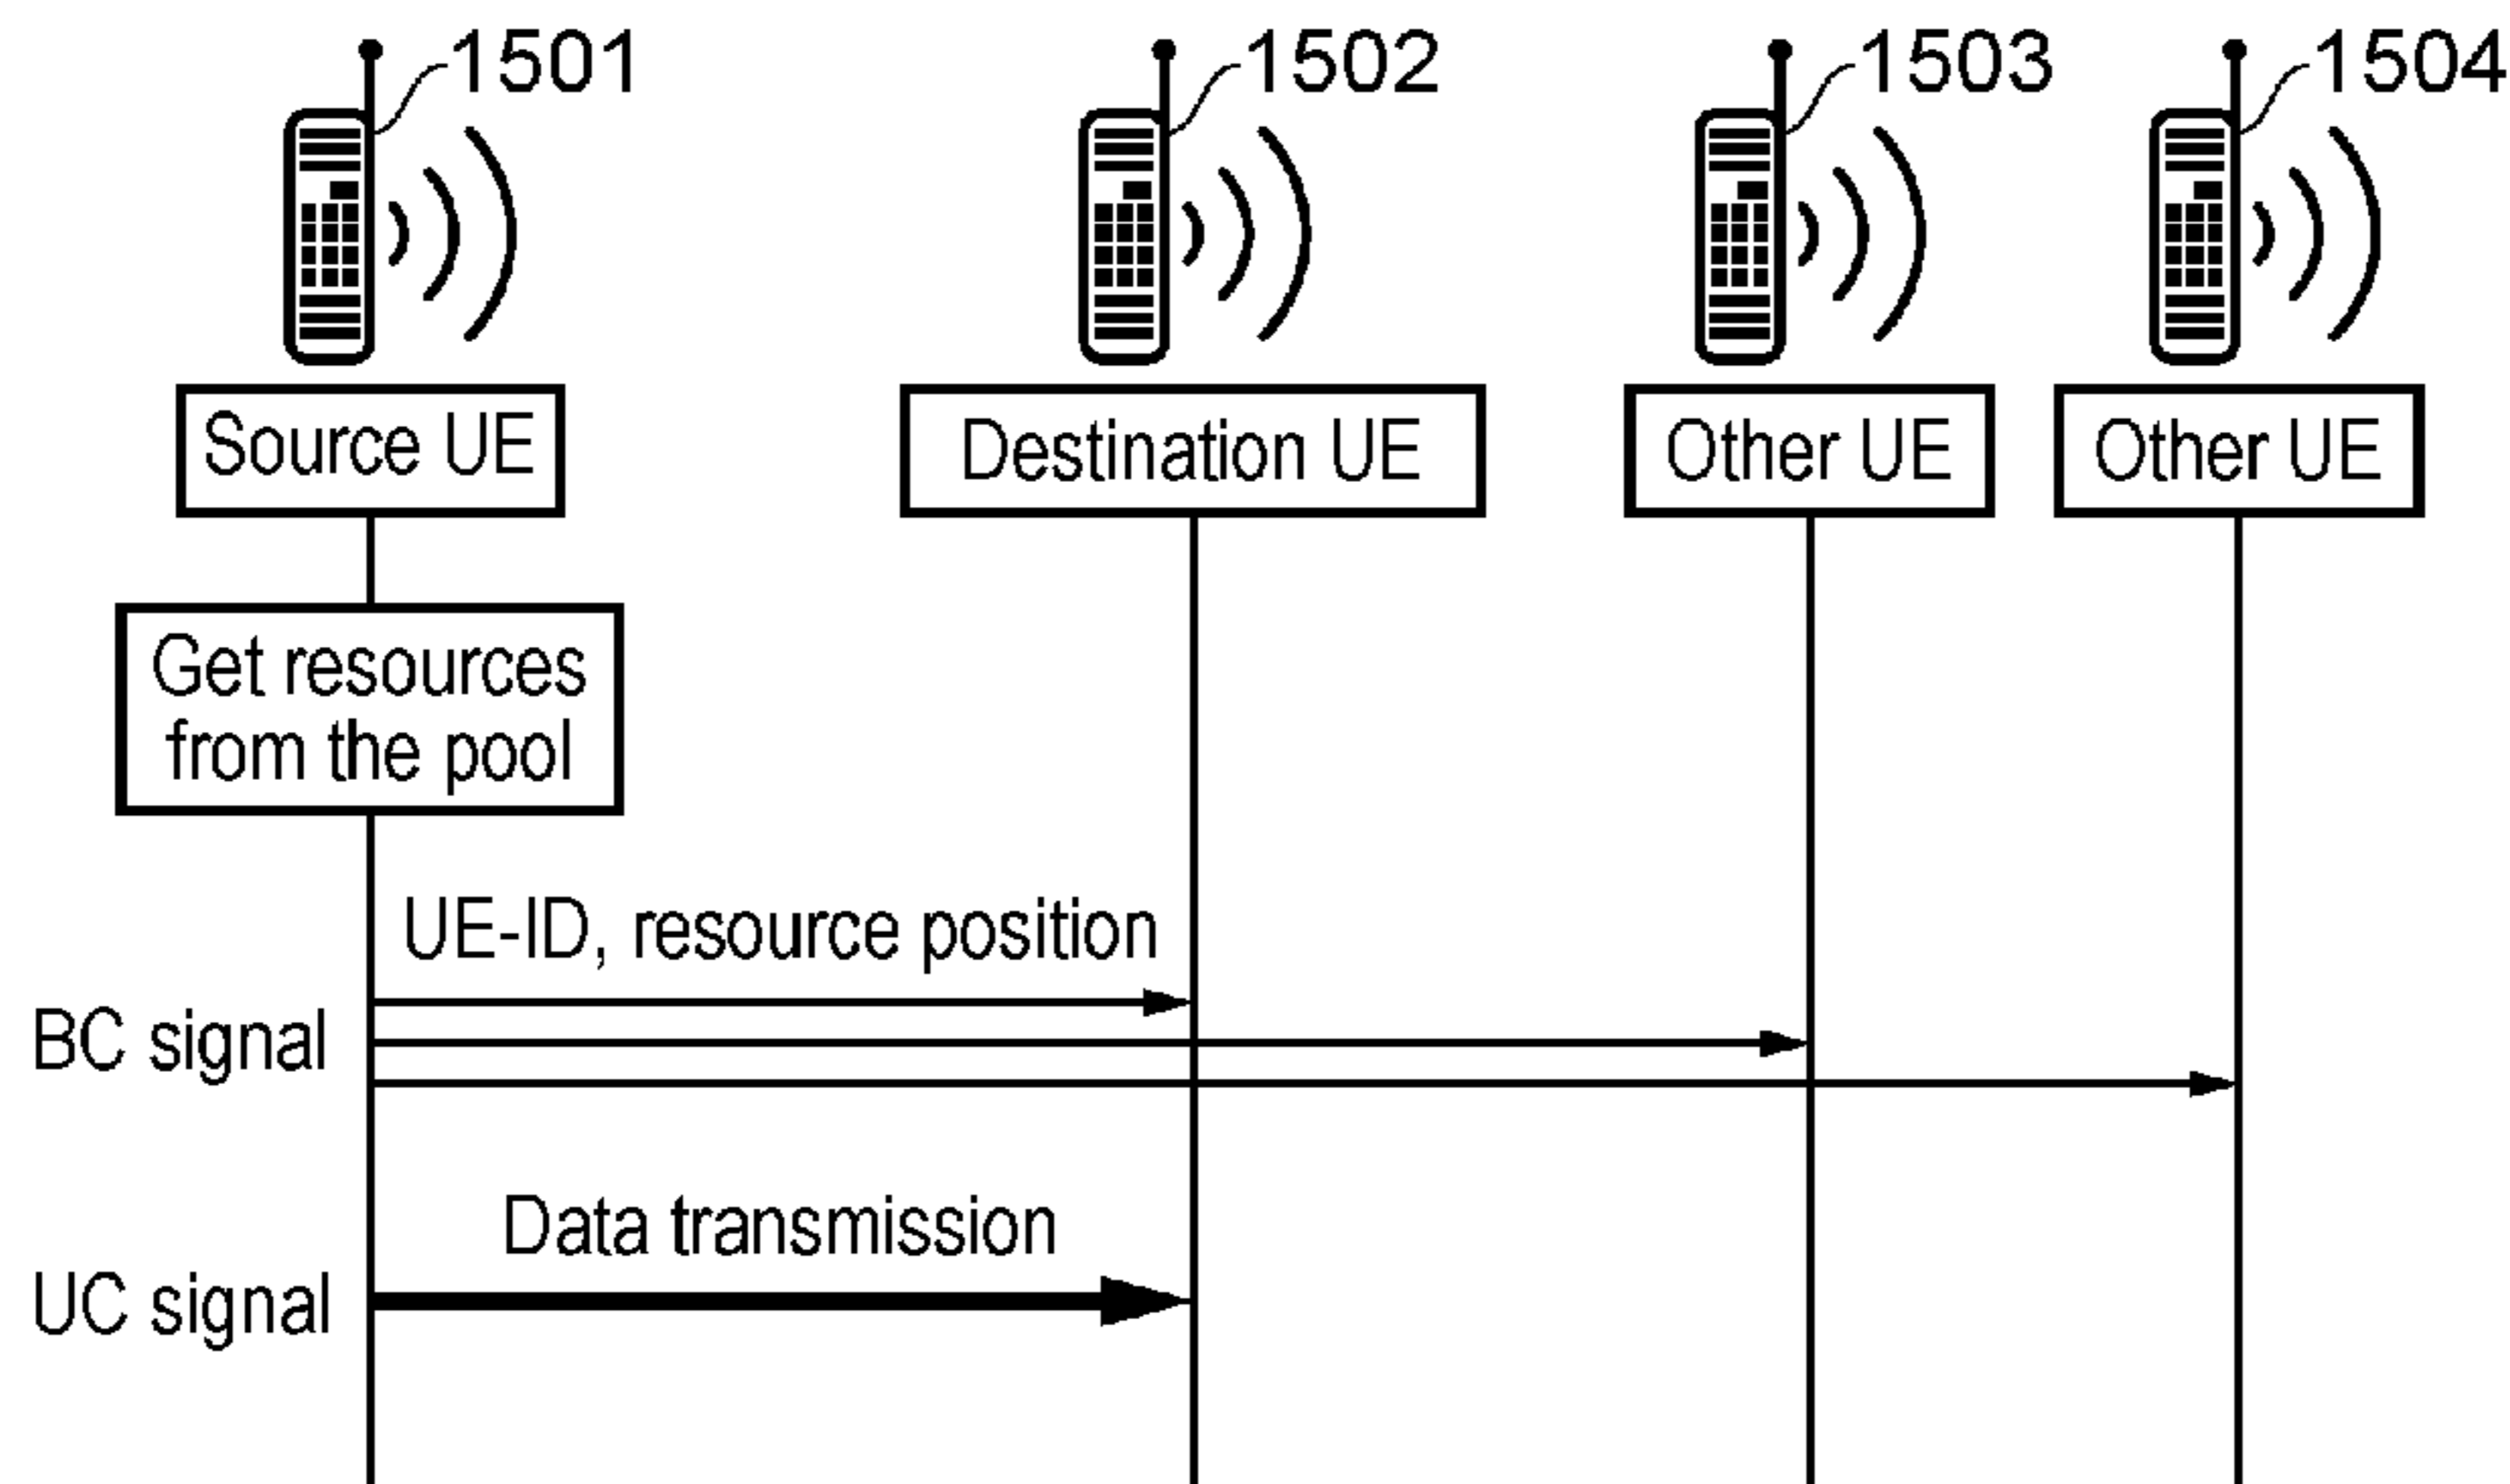 1501
1502
1503
1504
Source UE
Destination UE
Other UE
Other UE
Get resources
from the pool
UE-ID, resource position
BC signal
Data transmission
UC signal